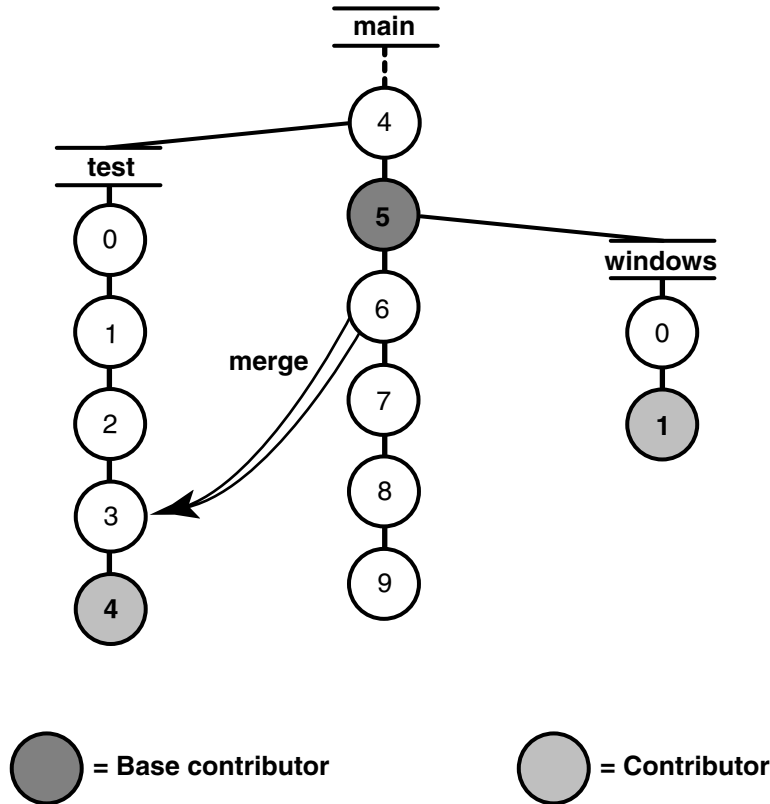 main
4
test
5
0
windows
6
0
1
merge
7
2
1
8
3
9
4
= Base contributor
= Contributor